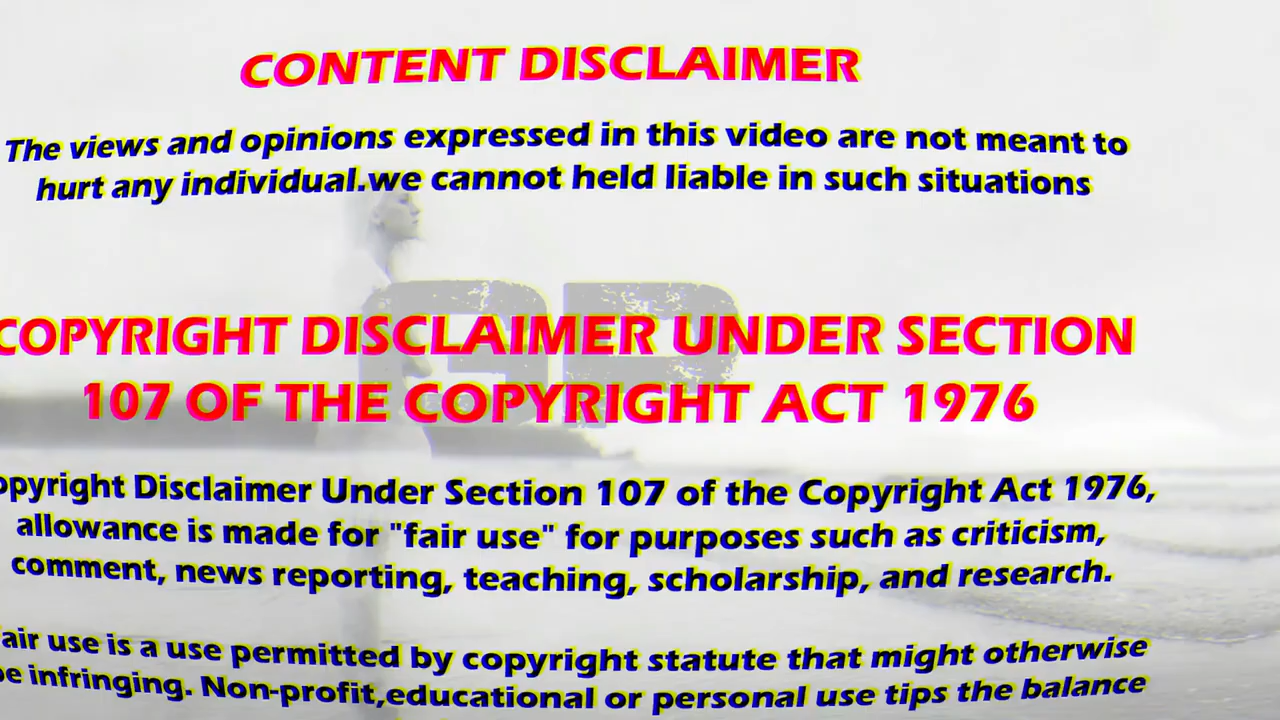 CONTENT DISCLAIMER
The views and opinions expressed in this video are not meant to
hurt any individual.we cannot held liable in such situations
COPYRIGHT DISCLAIMER UNDER SECTION
107 OF THE COPYRIGHT ACT 1976
opyright Disclaimer Under Section 107 of the Copyright Act 1976,
allowance is made for "fair use" for purposes such as criticism,
comment, news reporting, teaching, scholarship, and research.
air use is a use permitted by copyright statute that might otherwise
be infringing. Non-profit,educational or personal use tips the balance